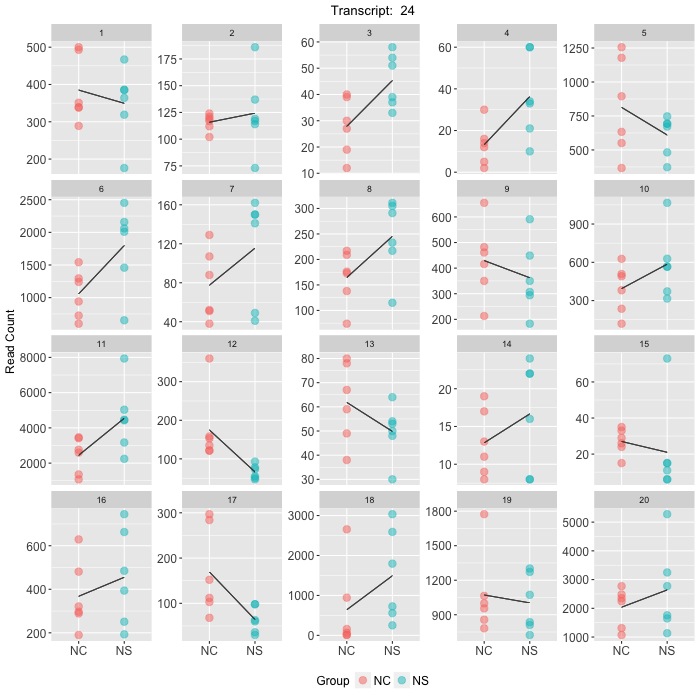 Transcript: 24
1 2 3 4 5
500 400 300 200
175 150 125 100 75
60 50 40 30 20 10
60 40 20 0
1250 1000 750 500
6 7 8 9 10
2500 2000 1500 1000
160 120 80 40
300 250 200 150 100
600 500 400 300 200
900 600 300
Read Count
11 12 13 14 15
8000 6000 4000 2000
300 200 100
80 70 60 50 40 30
20 15 10
60 40 20
16 17 18 19 20
600 400 200
300 200 100
3000 2000 1000 0
1800 1500 1200 900
5000 4000 3000 2000 1000
NC NS NC NS NC NS NC NS NC NS
Group NC NS